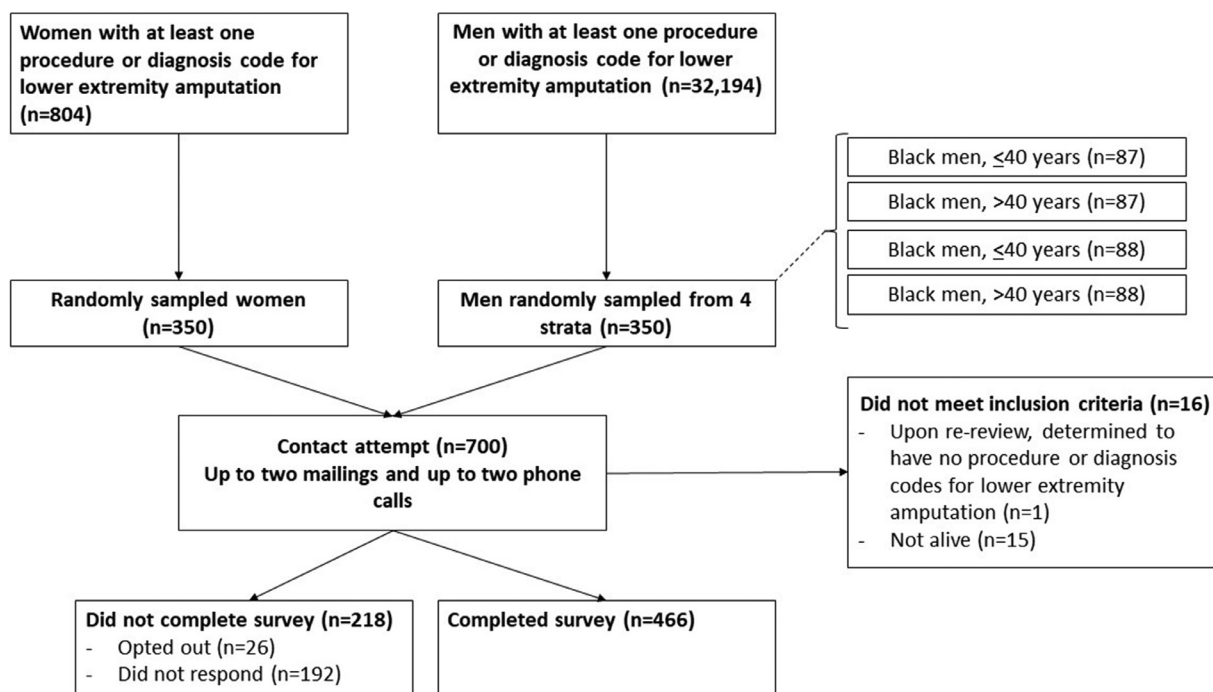 Women with at least one
procedure or diagnosis code for
lower extremity amputation
(n=804)
Men with at least one procedure
or diagnosis code for lower
extremity amputation (n=32,194)
Black men, ≤40 years (n=87)
Black men, >40 years (n=87)
Black men, ≤40 years (n=88)
Black men, >40 years (n=88)
Randomly sampled women
(n=350)
Men randomly sampled from 4
strata (n=350)
Contact attempt (n=700)
Up to two mailings and up to two phone
calls
Did not meet inclusion criteria (n=16)
- Upon re-review, determined to
have no procedure or diagnosis
codes for lower extremity
amputation (n=1)
- Not alive (n=15)
Did not complete survey (n=218)
- Opted out (n=26)
- Did not respond (n=192)
Completed survey (n=466)